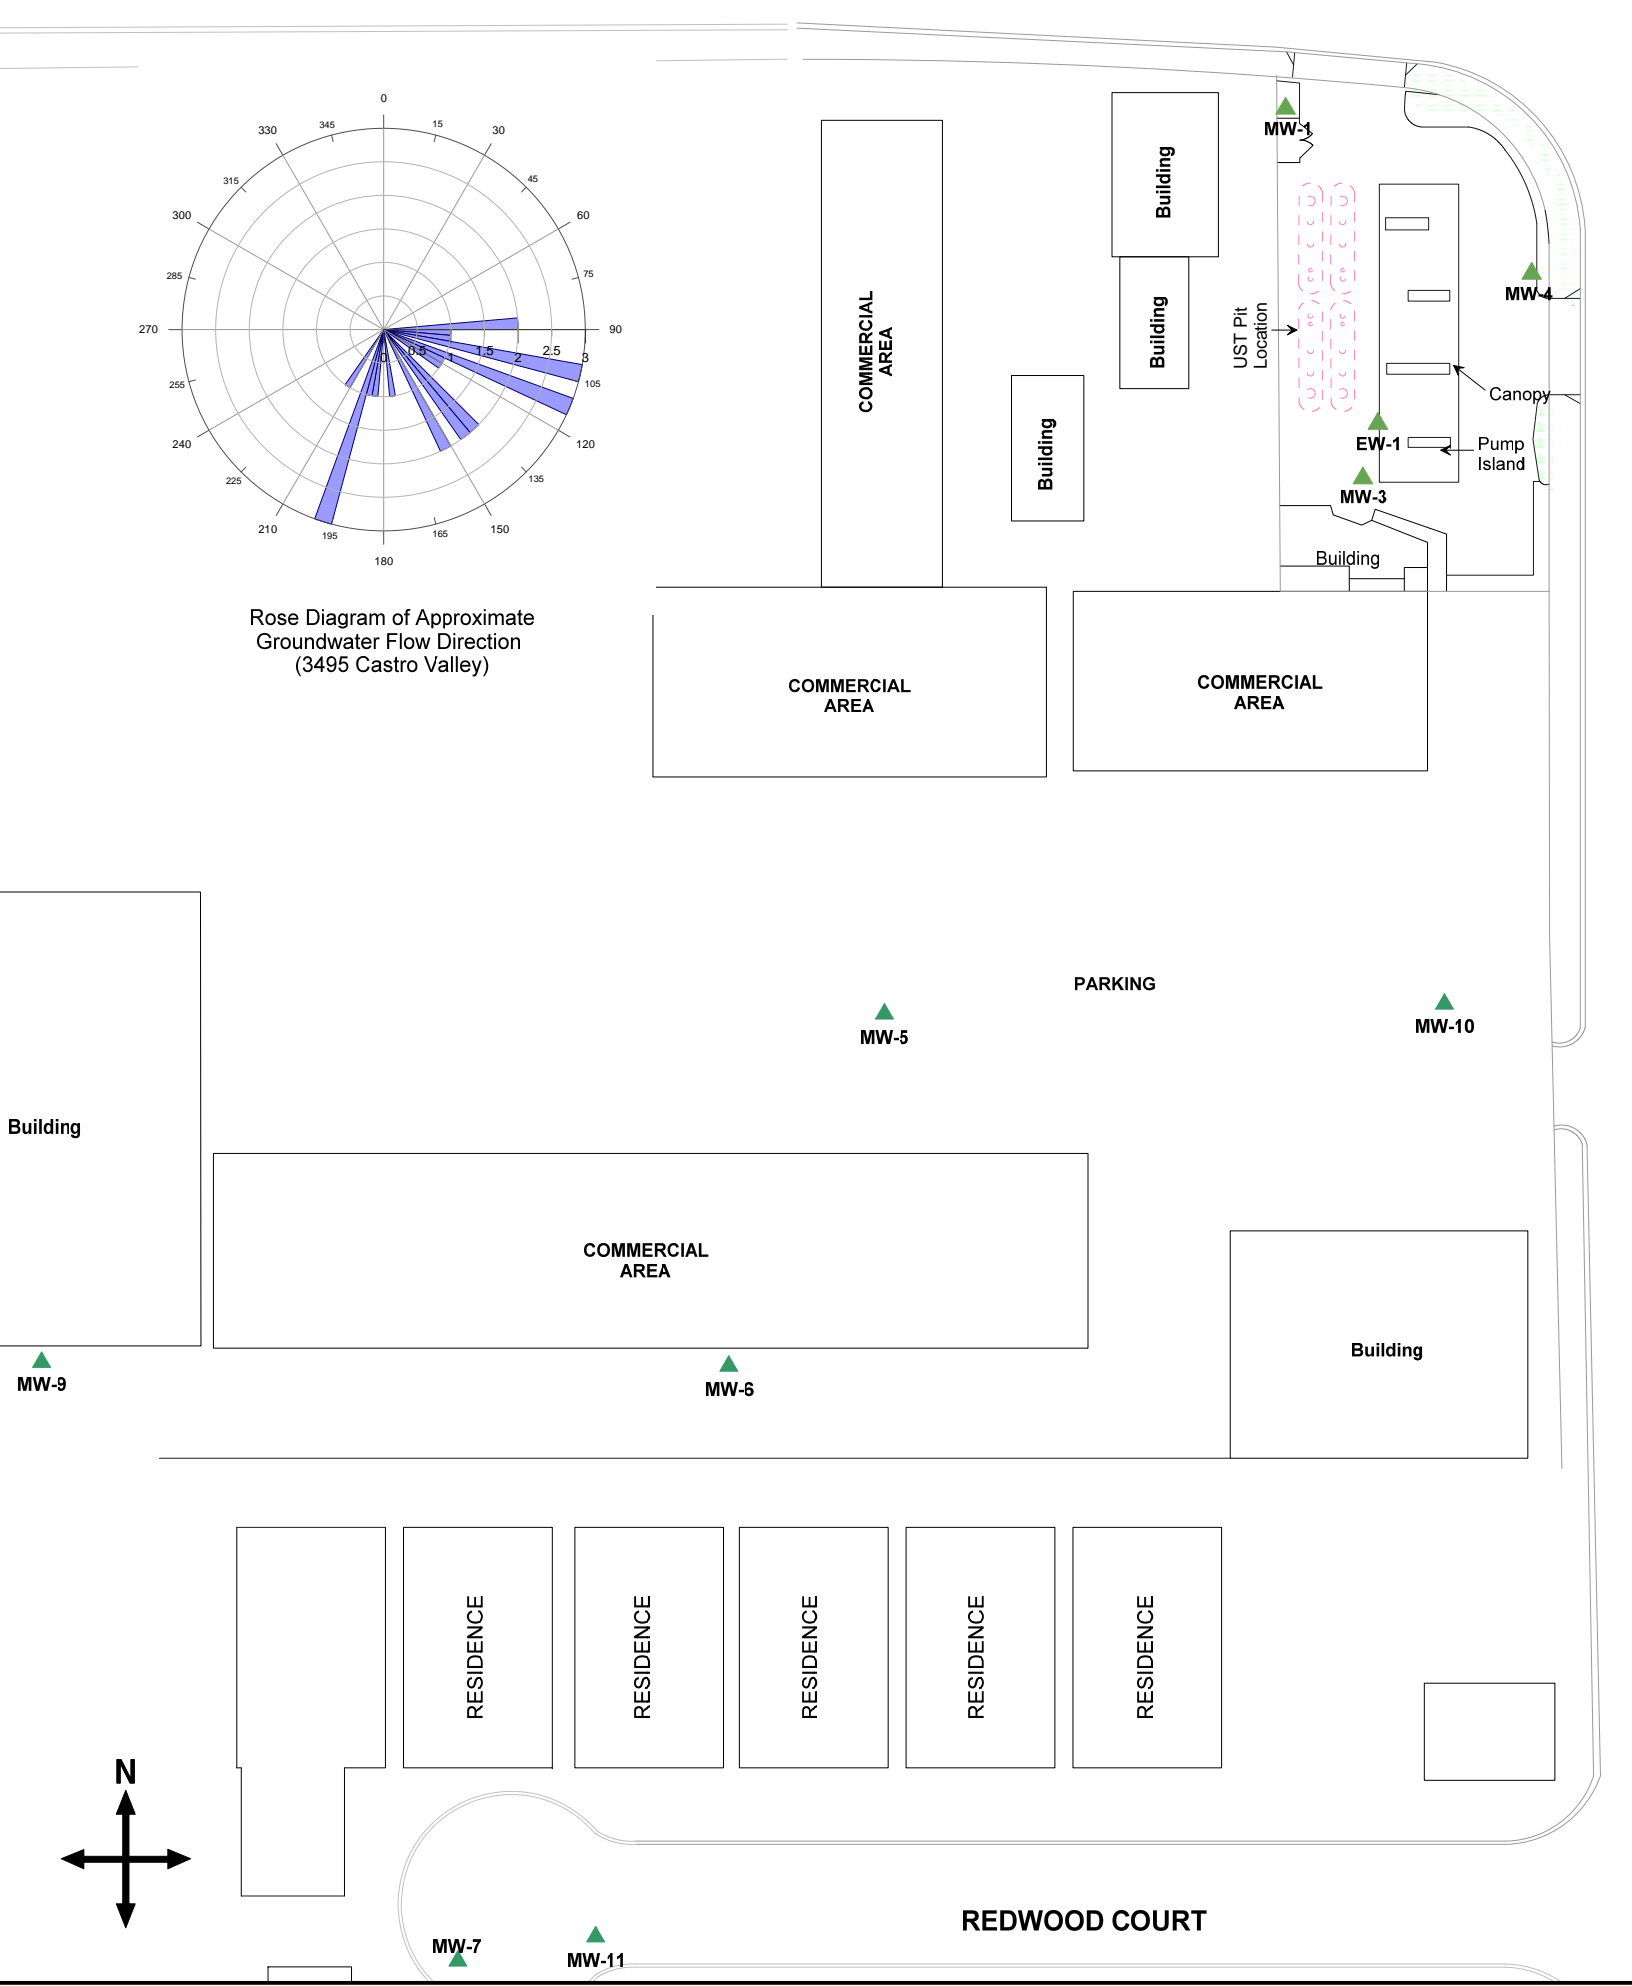 0
345
15
330
30
315
45
300
60
285
75
270
90
0
0.5
1
1.5
2
2.5
3
255
105
240
120
225
135
210
150
195
165
180
Rose Diagram of Approximate
Groundwater Flow Direction
(3495 Castro Valley)
COMMERCIAL
AREA
Building
Building
Building
MW-1
UST Pit
Location
MW-4
Canopy
EW-1
Pump
Island
MW-3
Building
COMMERCIAL
AREA
COMMERCIAL
AREA
PARKING
MW-5
MW-10
Building
COMMERCIAL
AREA
Building
MW-9
MW-6
RESIDENCE
RESIDENCE
RESIDENCE
RESIDENCE
RESIDENCE
N
REDWOOD COURT
MW-7
MW-11